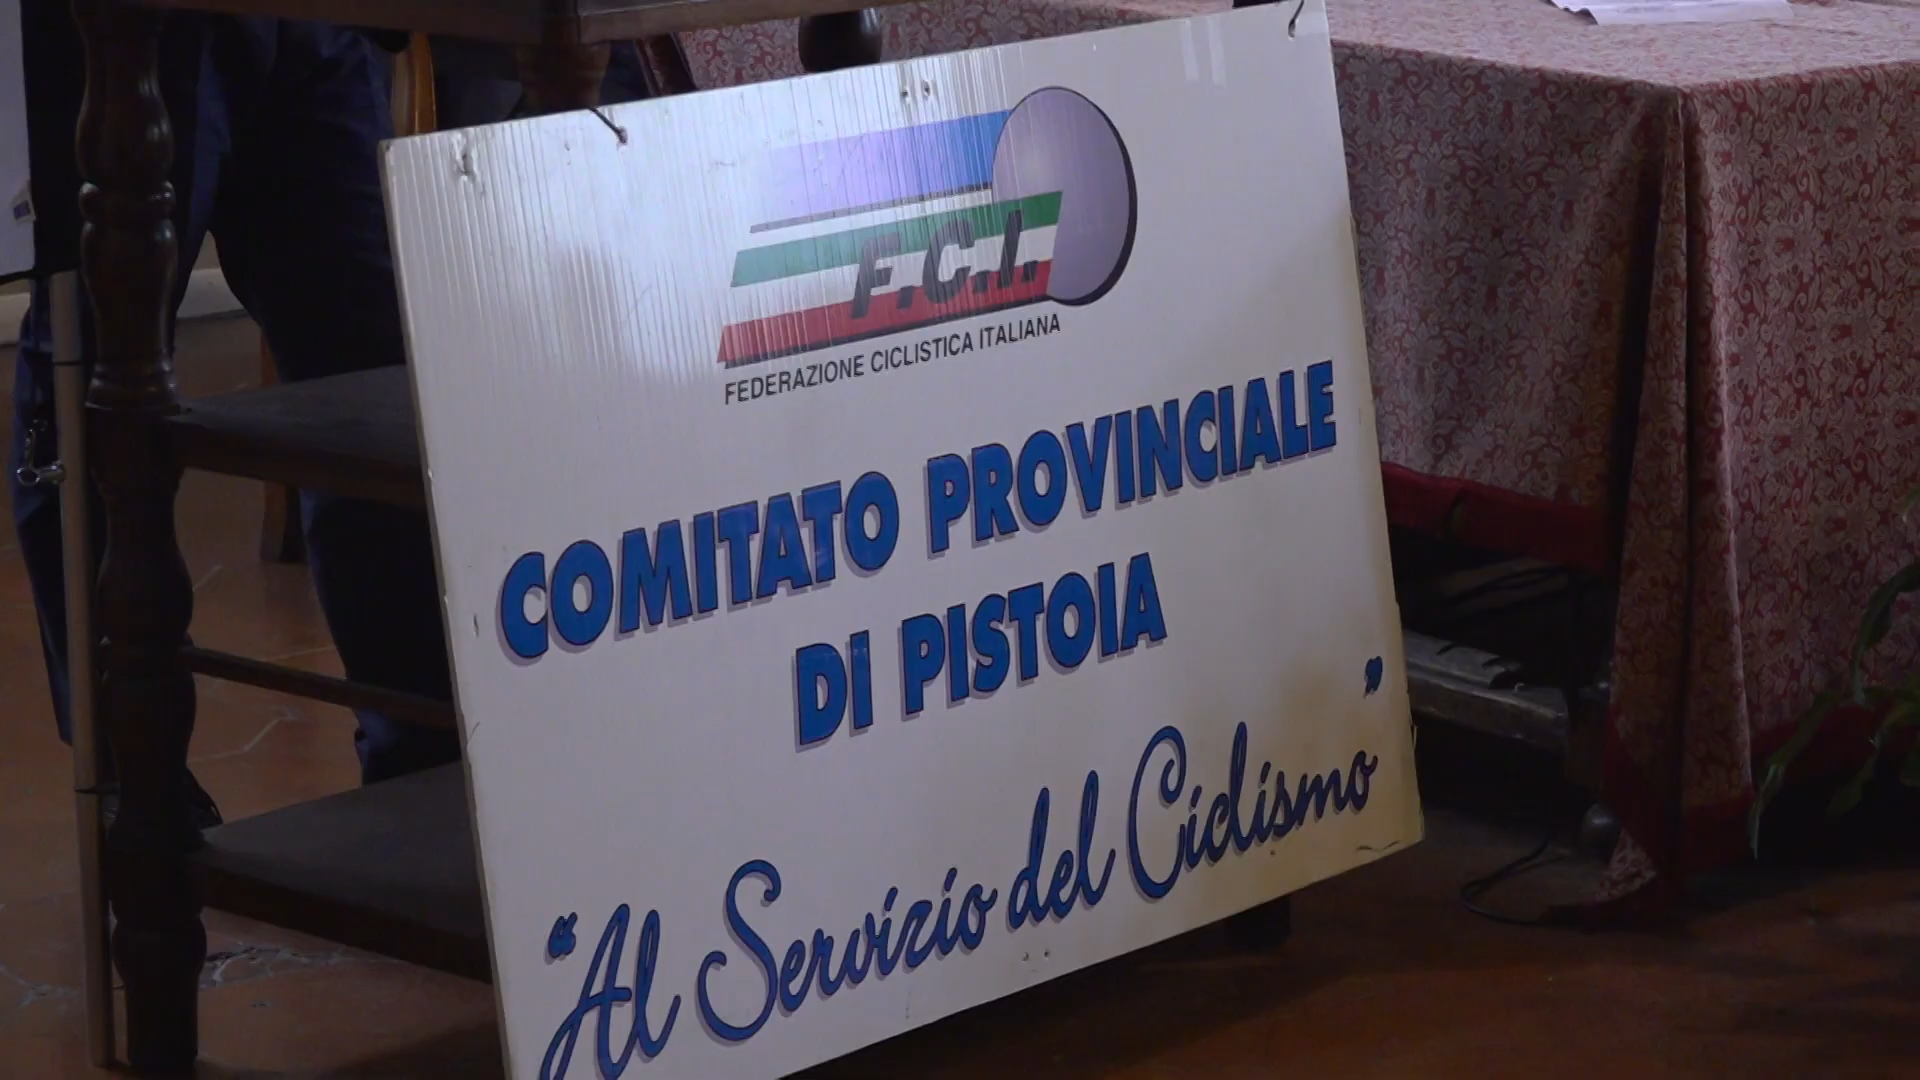 F.C.I.
FEDERAZIONE CICLISTICA ITALIANA
COMITATO PROVINCIALE
DI PISTOIA
“Al Servizio del Ciclismo”